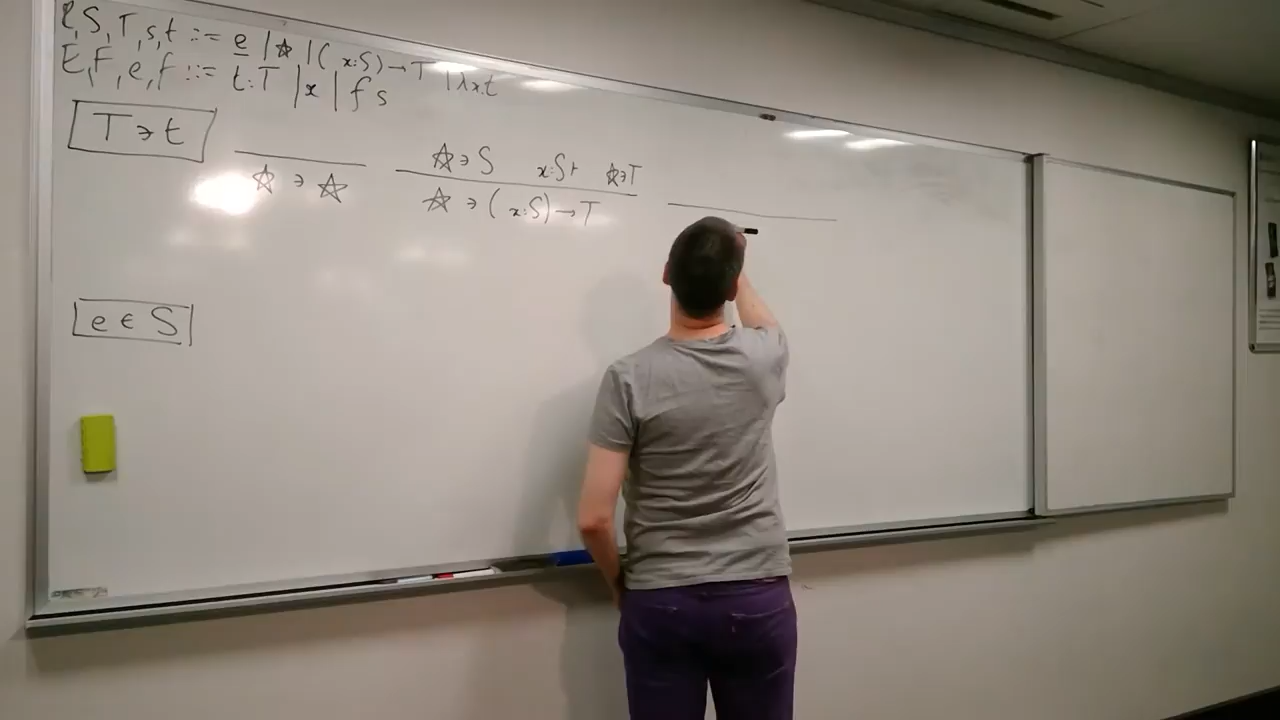 R,S,T,s,t ::= e | ☆ | (x:S)→T | λx.t
E,F,e,f ::= t:T | x | f s
T ∋ t
☆ ∋ S x:S⊢ ☆∋T
☆ ∋ ☆ ☆ ∋ (x:S)→T
e ∈ S